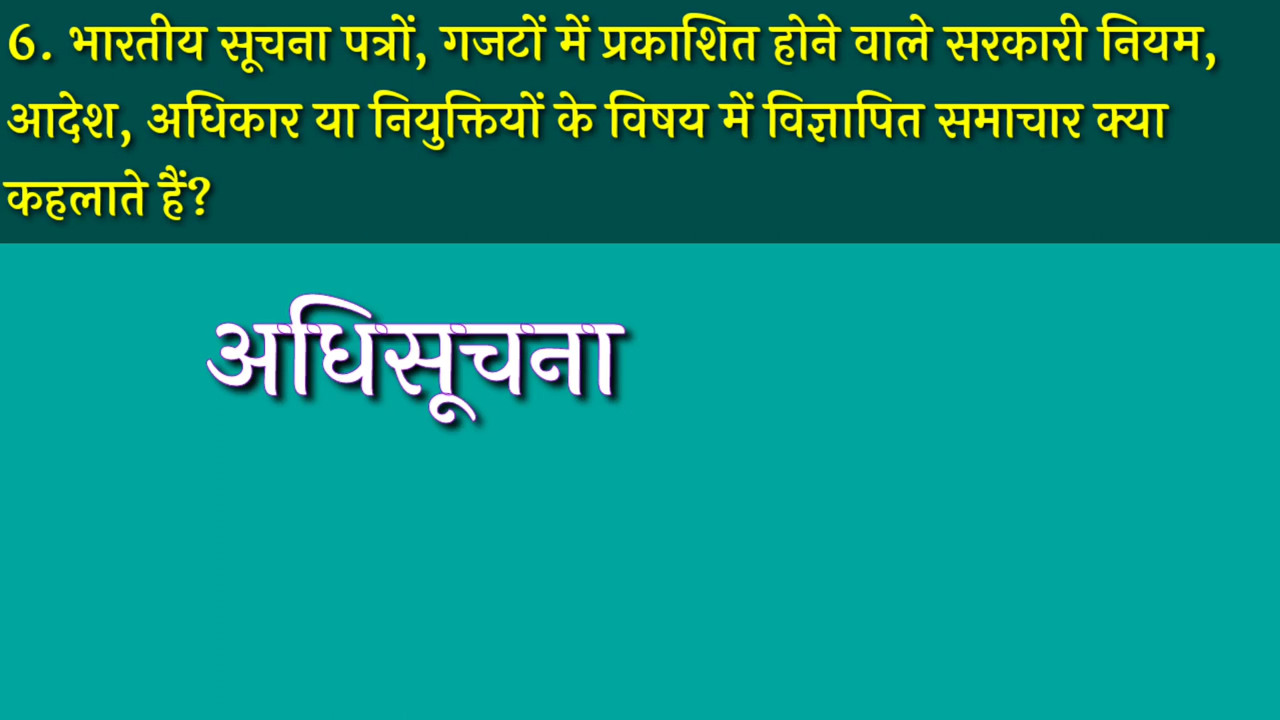 6. भारतीय सूचना पत्रों, गजटों में प्रकाशित होने वाले सरकारी नियम,
आदेश, अधिकार या नियुक्तियों के विषय में विज्ञापित समाचार क्या
कहलाते हैं?
अधिसूचना